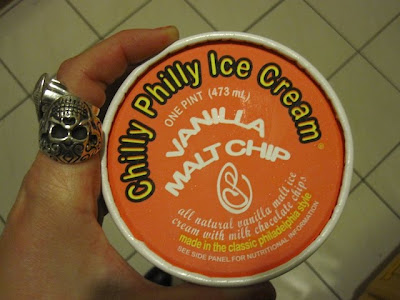 Chilly Philly Ice Cream
ONE PINT (473 mL)
VANILLA
MALT CHIP
all natural vanilla malt ice
cream with milk chocolate chips
made in the classic philadelphia style
SEE SIDE PANEL FOR NUTRITIONAL INFORMATION